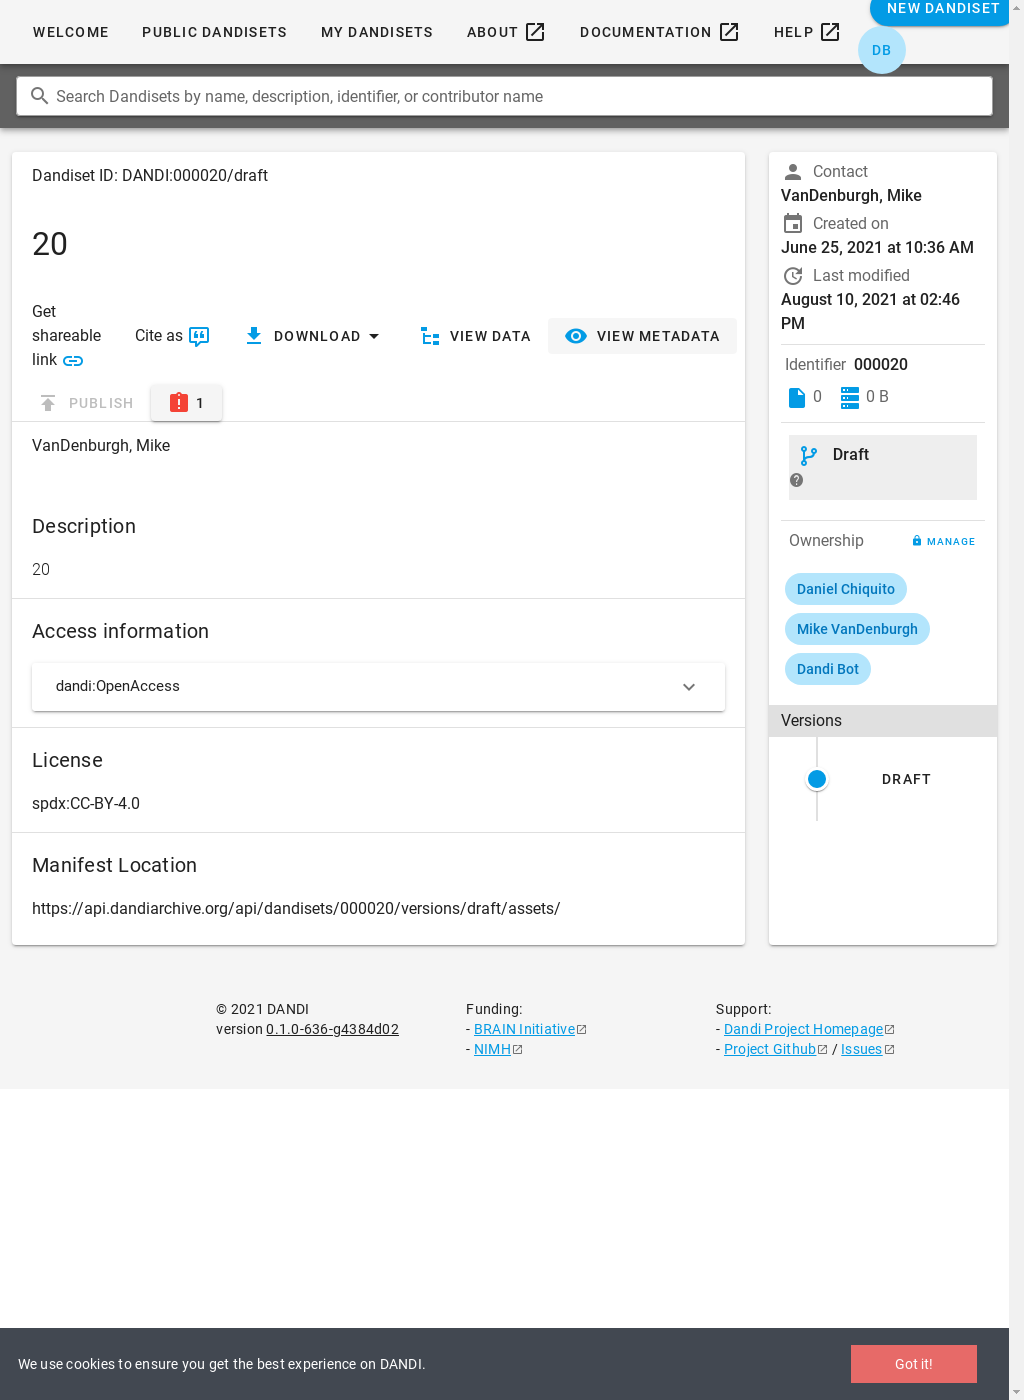 WELCOME
PUBLIC DANDISETS
MY DANDISETS
ABOUT
DOCUMENTATION
HELP
NEW DANDISET
DB
Search Dandisets by name, description, identifier, or contributor name
Dandiset ID: DANDI:000020/draft
20
Get
shareable
link
Cite as
DOWNLOAD
VIEW DATA
VIEW METADATA
PUBLISH
1
VanDenburgh, Mike
Description
20
Access information
dandi:OpenAccess
License
spdx:CC-BY-4.0
Manifest Location
https://api.dandiarchive.org/api/dandisets/000020/versions/draft/assets/
Contact
VanDenburgh, Mike
Created on
June 25, 2021 at 10:36 AM
Last modified
August 10, 2021 at 02:46
PM
Identifier 000020
0
0 B
Draft
Ownership
MANAGE
Daniel Chiquito
Mike VanDenburgh
Dandi Bot
Versions
DRAFT
© 2021 DANDI
version 0.1.0-636-g4384d02
Funding:
- BRAIN Initiative
- NIMH
Support:
- Dandi Project Homepage
- Project Github / Issues
We use cookies to ensure you get the best experience on DANDI.
Got it!